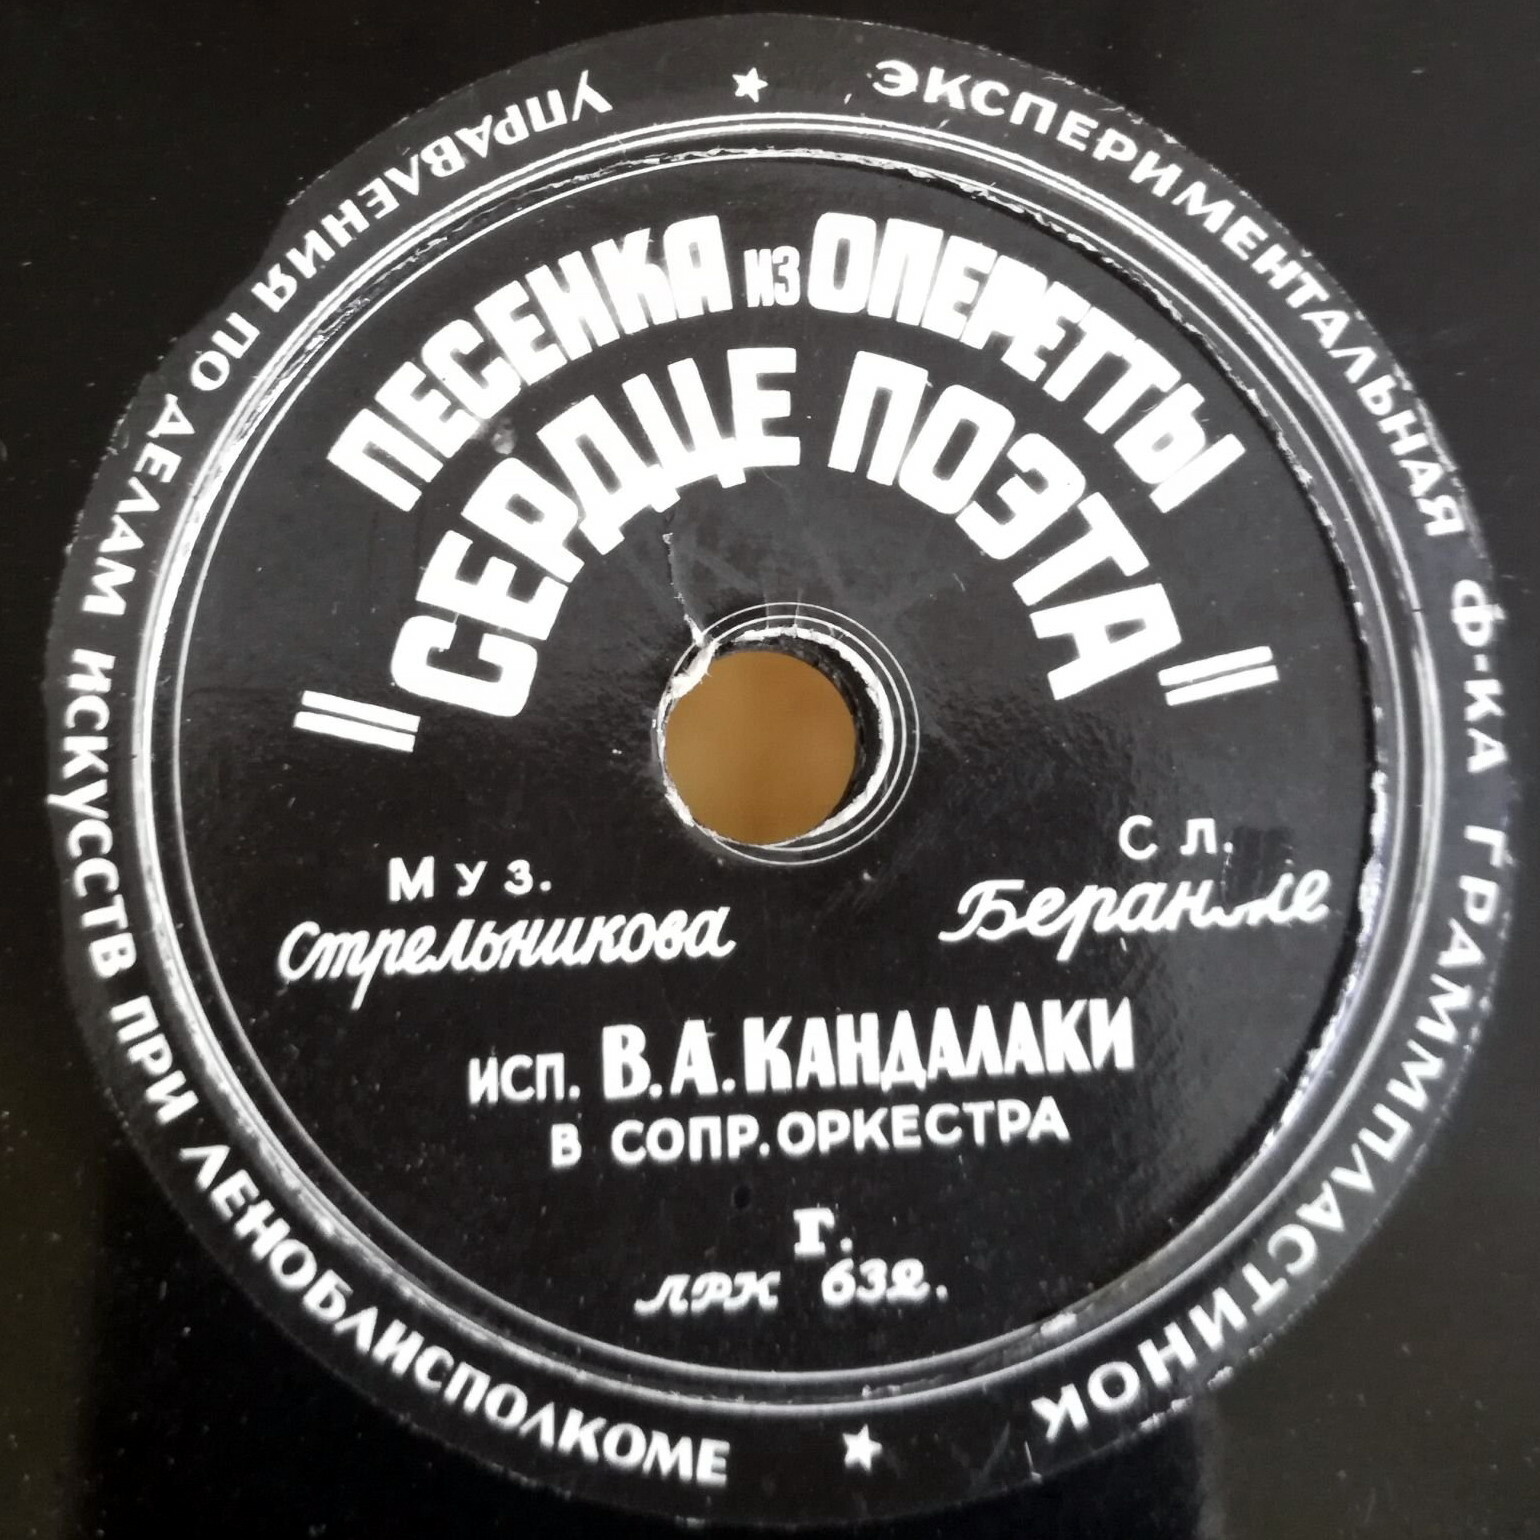 ЭКСПЕРИМЕНТАЛЬНАЯ Ф-КА ГРАММПЛАСТИНОК
УПРАВЛЕНИЯ ПО ДЕЛАМ ИСКУССТВ ПРИ ЛЕНОБЛИСПОЛКОМЕ
ПЕСЕНКА ИЗ ОПЕРЕТТЫ
"СЕРДЦЕ ПОЭТА"
Муз.
Стрельникова
СЛ.
Беранже
ИСП. В.А.КАНДАЛАКИ
В СОПР.ОРКЕСТРА
Г.
ЛРК 632.